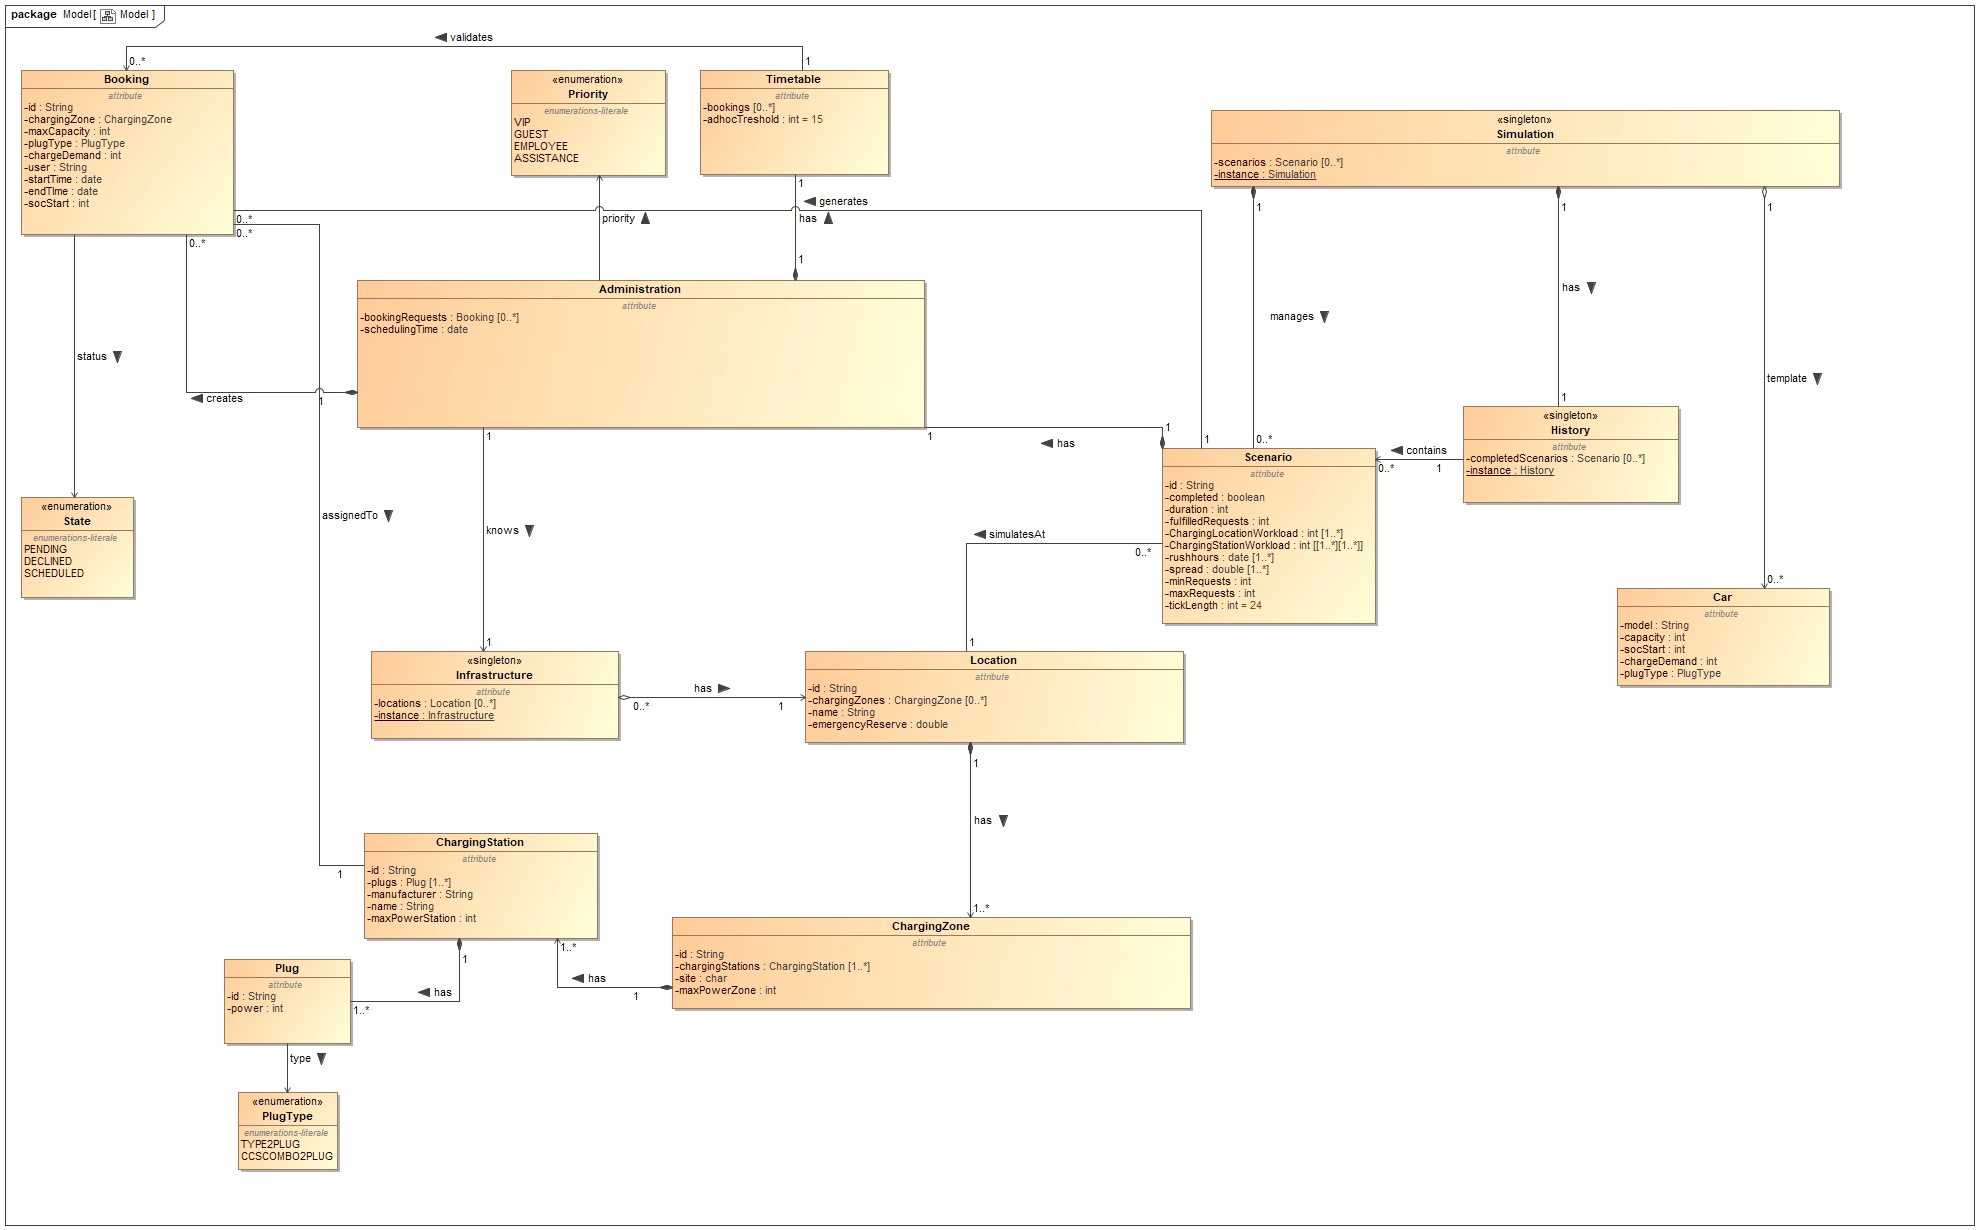 package Model[ Model ]
validates
0..*
1
Booking
attribute
-id : String
-chargingZone : ChargingZone
-maxCapacity : int
-plugType : PlugType
-chargeDemand : int
-user : String
-startTime : date
-endTIme : date
-socStart : int
«enumeration»
Priority
enumerations-literale
VIP
GUEST
EMPLOYEE
ASSISTANCE
Timetable
attribute
-bookings [0..*]
-adhocTreshold : int = 15
«singleton»
Simulation
attribute
-scenarios : Scenario [0..*]
-instance : Simulation
1
generates
0..*
0..*
0..*
priority
has
1
1
1
1
1
has
manages
template
status
creates
1
Administration
attribute
-bookingRequests : Booking [0..*]
-schedulingTime : date
1
1
has
1
1
0..*
1
«singleton»
History
attribute
-completedScenarios : Scenario [0..*]
-instance : History
contains
0..*
1
Scenario
attribute
-id : String
-completed : boolean
-duration : int
-fulfilledRequests : int
-ChargingLocationWorkload : int [1..*]
-ChargingStationWorkload : int [[1..*][1..*]]
-rushhours : date [1..*]
-spread : double [1..*]
-minRequests : int
-maxRequests : int
-tickLength : int = 24
«enumeration»
State
enumerations-literale
PENDING
DECLINED
SCHEDULED
assignedTo
knows
simulatesAt
0..*
1
1
0..*
Car
attribute
-model : String
-capacity : int
-socStart : int
-chargeDemand : int
-plugType : PlugType
«singleton»
Infrastructure
attribute
-locations : Location [0..*]
-instance : Infrastructure
has
0..*
1
Location
attribute
-id : String
-chargingZones : ChargingZone [0..*]
-name : String
-emergencyReserve : double
1
has
1..*
ChargingStation
attribute
-id : String
-plugs : Plug [1..*]
-manufacturer : String
-name : String
-maxPowerStation : int
1
1..*
1
has
1
ChargingZone
attribute
-id : String
-chargingStations : ChargingStation [1..*]
-site : char
-maxPowerZone : int
Plug
attribute
-id : String
-power : int
has
1..*
type
«enumeration»
PlugType
enumerations-literale
TYPE2PLUG
CCSCOMBO2PLUG